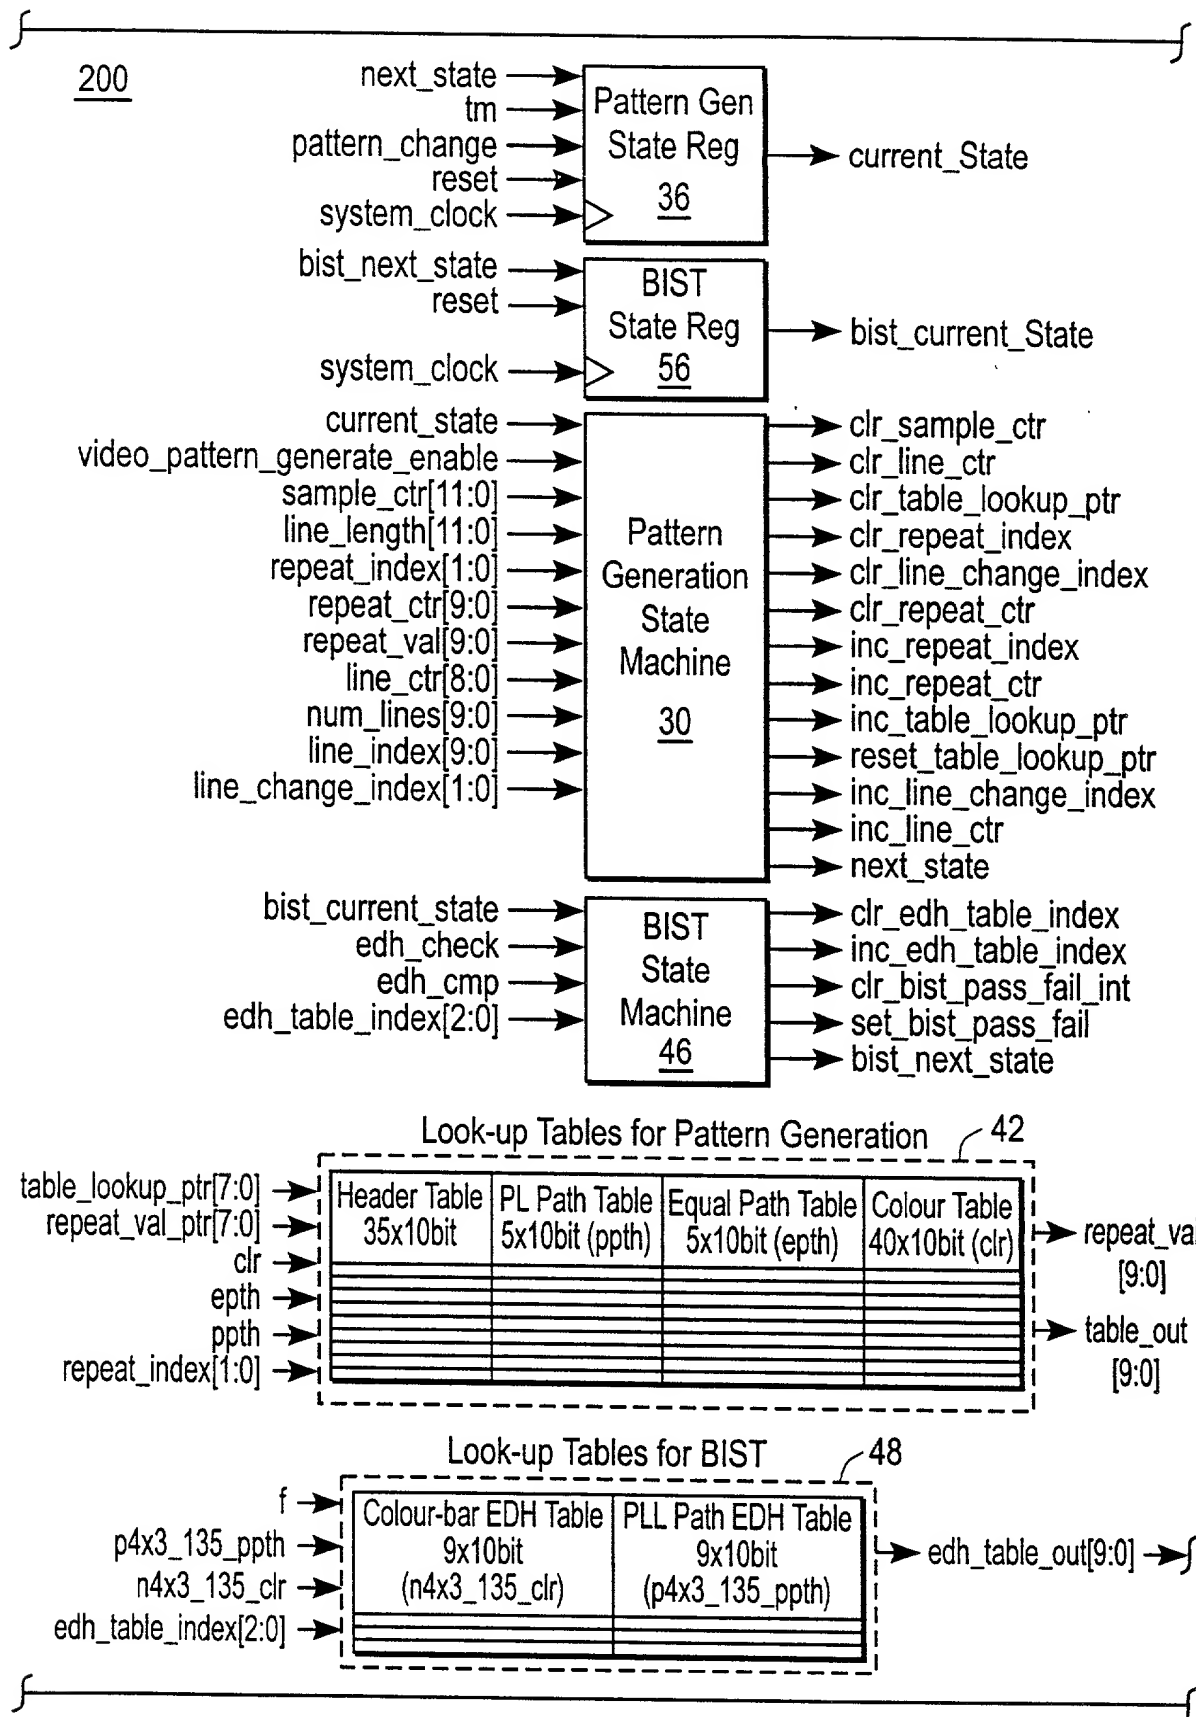 200
next_state
tm
pattern_change
reset
system_clock
Pattern Gen
State Reg
36
current_State
bist_next_state
reset
system_clock
BIST
State Reg
56
bist_current_State
current_state
video_pattern_generate_enable
sample_ctr[11:0]
line_length[11:0]
repeat_index[1:0]
repeat_ctr[9:0]
repeat_val[9:0]
line_ctr[8:0]
num_lines[9:0]
line_index[9:0]
line_change_index[1:0]
Pattern
Generation
State
Machine
30
clr_sample_ctr
clr_line_ctr
clr_table_lookup_ptr
clr_repeat_index
clr_line_change_index
clr_repeat_ctr
inc_repeat_index
inc_repeat_ctr
inc_table_lookup_ptr
reset_table_lookup_ptr
inc_line_change_index
inc_line_ctr
next_state
bist_current_state
edh_check
edh_cmp
edh_table_index[2:0]
BIST
State
Machine
46
clr_edh_table_index
inc_edh_table_index
clr_bist_pass_fail_int
set_bist_pass_fail
bist_next_state
Look-up Tables for Pattern Generation
42
table_lookup_ptr[7:0]
repeat_val_ptr[7:0]
clr
epth
ppth
repeat_index[1:0]
Header Table
35x10bit
PL Path Table
5x10bit (ppth)
Equal Path Table
5x10bit (epth)
Colour Table
40x10bit (clr)
repeat_val
[9:0]
table_out
[9:0]
Look-up Tables for BIST
48
f
p4x3_135_ppth
n4x3_135_clr
edh_table_index[2:0]
Colour-bar EDH Table
9x10bit
(n4x3_135_clr)
PLL Path EDH Table
9x10bit
(p4x3_135_ppth)
edh_table_out[9:0]